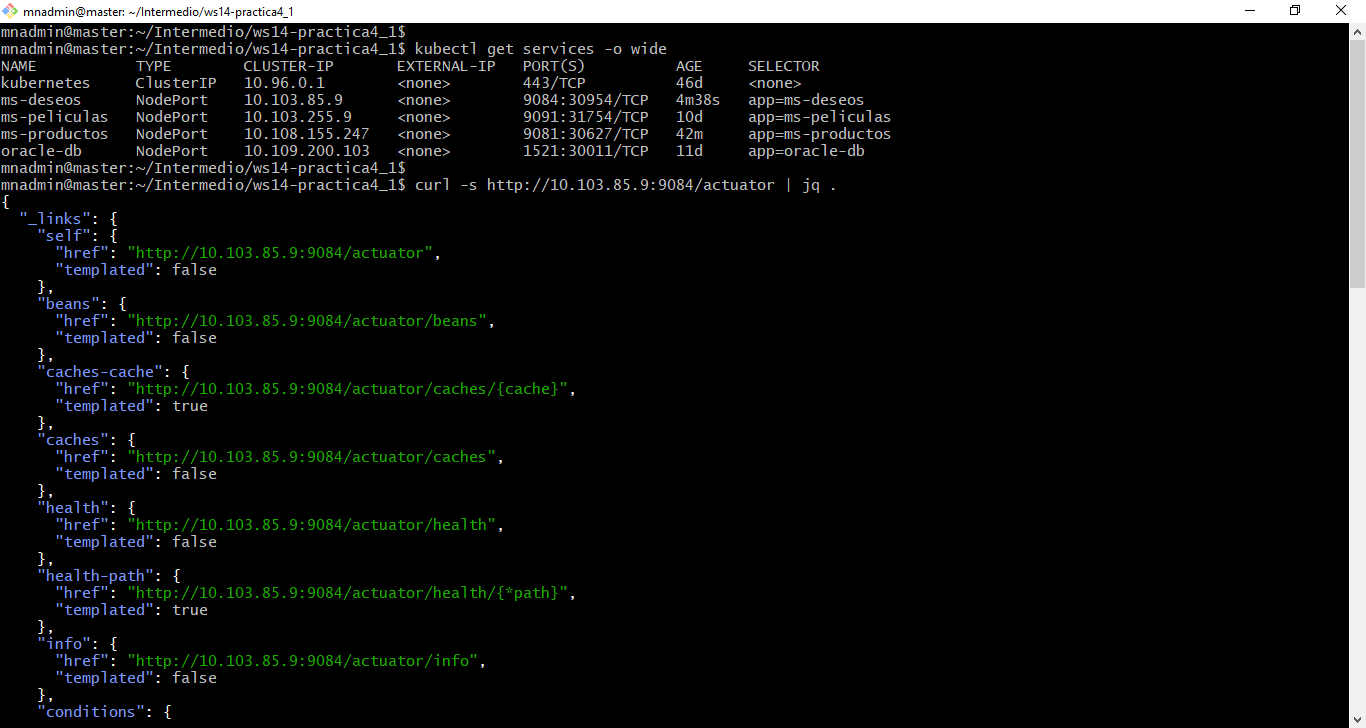 mnadmin@master: ~/Intermedio/ws14-practica4_1
mnadmin@master:~/Intermedio/ws14-practica4_1$
mnadmin@master:~/Intermedio/ws14-practica4_1$ kubectl get services -o wide
NAME TYPE CLUSTER-IP EXTERNAL-IP PORT(S) AGE SELECTOR
kubernetes ClusterIP 10.96.0.1 <none> 443/TCP 46d <none>
ms-deseos NodePort 10.103.85.9 <none> 9084:30954/TCP 4m38s app=ms-deseos
ms-peliculas NodePort 10.103.255.9 <none> 9091:31754/TCP 10d app=ms-peliculas
ms-productos NodePort 10.108.155.247 <none> 9081:30627/TCP 42m app=ms-productos
oracle-db NodePort 10.109.200.103 <none> 1521:30011/TCP 11d app=oracle-db
mnadmin@master:~/Intermedio/ws14-practica4_1$
mnadmin@master:~/Intermedio/ws14-practica4_1$ curl -s http://10.103.85.9:9084/actuator | jq .
{
  "_links": {
    "self": {
      "href": "http://10.103.85.9:9084/actuator",
      "templated": false
    },
    "beans": {
      "href": "http://10.103.85.9:9084/actuator/beans",
      "templated": false
    },
    "caches-cache": {
      "href": "http://10.103.85.9:9084/actuator/caches/{cache}",
      "templated": true
    },
    "caches": {
      "href": "http://10.103.85.9:9084/actuator/caches",
      "templated": false
    },
    "health": {
      "href": "http://10.103.85.9:9084/actuator/health",
      "templated": false
    },
    "health-path": {
      "href": "http://10.103.85.9:9084/actuator/health/{*path}",
      "templated": true
    },
    "info": {
      "href": "http://10.103.85.9:9084/actuator/info",
      "templated": false
    },
    "conditions": {